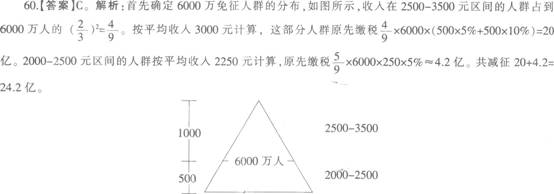 60.【答案】C。解析:首先确定 6000 万免征人群的分布,如图所示,收入在 2500-3500 元区间的人群占到
6000 万人的 (2/3)²=4/9。按平均收入 3000 元计算,这部分人群原先缴税 4/9×6000×(500×5%+500×10%)=20
亿。2000-2500 元区间的人群按平均收入 2250 元计算,原先缴税 5/9×6000×250×5%≈4.2 亿。共减征 20+4.2=
24.2 亿。
1000
2500-3500
6000 万人
500
2000-2500